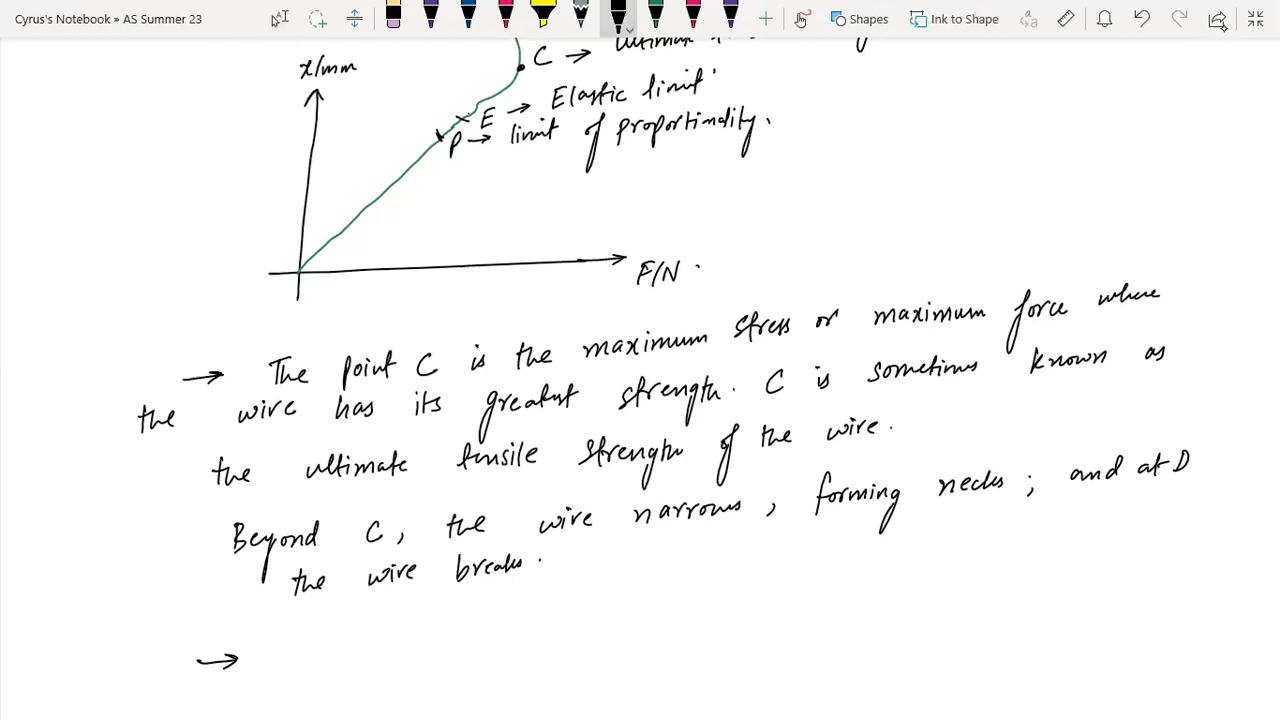 Cyrus's Notebook » AS Summer 23
Shapes
Ink to Shape
x/mm
C →
E → Elastic limit
P → limit of proportinality.
F/N
→ The point C is the maximum stress or maximum force where
the wire has its greatest strength. C is sometimes known as
the ultimate tensile strength of the wire.
Beyond C, the wire narrows, forming necks; and at D
the wire breaks.
→